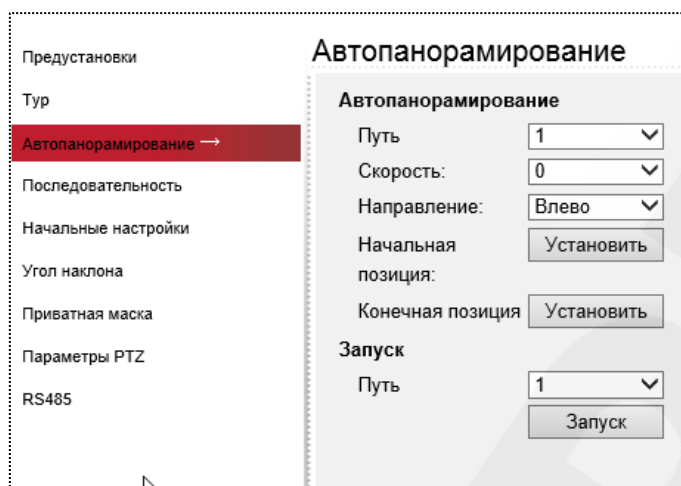 Предустановки
Тур
Автопанорамирование →
Последовательность
Начальные настройки
Угол наклона
Приватная маска
Параметры PTZ
RS485
Автопанорамирование
Автопанорамирование
Путь 1
Скорость: 0
Направление: Влево
Начальная Установить
позиция:
Конечная позиция Установить
Запуск
Путь 1
Запуск